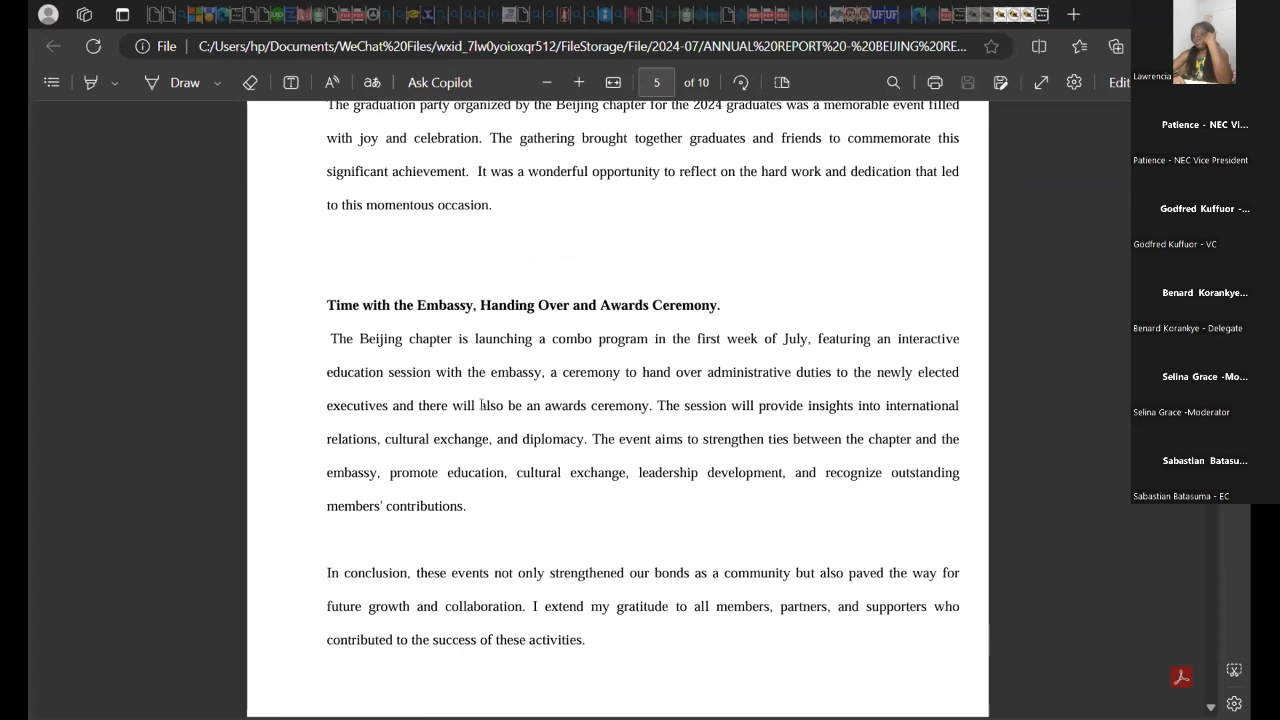 File
C:/Users/hp/Documents/WeChat%20Files/wxid_7lw0yoioxqr512/FileStorage/File/2024-07/ANNUAL%20REPORT%20-%20BEIJING%20RE...
Draw
Ask Copilot
5 of 10
Edit
The graduation party organized by the Beijing chapter for the 2024 graduates was a memorable event filled
with joy and celebration. The gathering brought together graduates and friends to commemorate this
significant achievement. It was a wonderful opportunity to reflect on the hard work and dedication that led
to this momentous occasion.
Time with the Embassy, Handing Over and Awards Ceremony.
The Beijing chapter is launching a combo program in the first week of July, featuring an interactive
education session with the embassy, a ceremony to hand over administrative duties to the newly elected
executives and there will also be an awards ceremony. The session will provide insights into international
relations, cultural exchange, and diplomacy. The event aims to strengthen ties between the chapter and the
embassy, promote education, cultural exchange, leadership development, and recognize outstanding
members' contributions.
In conclusion, these events not only strengthened our bonds as a community but also paved the way for
future growth and collaboration. I extend my gratitude to all members, partners, and supporters who
contributed to the success of these activities.
Lawrencia
Patience - NEC Vi...
Patience - NEC Vice President
Godfred Kuffuor -...
Godfred Kuffuor - VC
Benard Korankye...
Benard Korankye - Delegate
Selina Grace -Mo...
Selina Grace -Moderator
Sabastian Batasu...
Sabastian Batasuma - EC